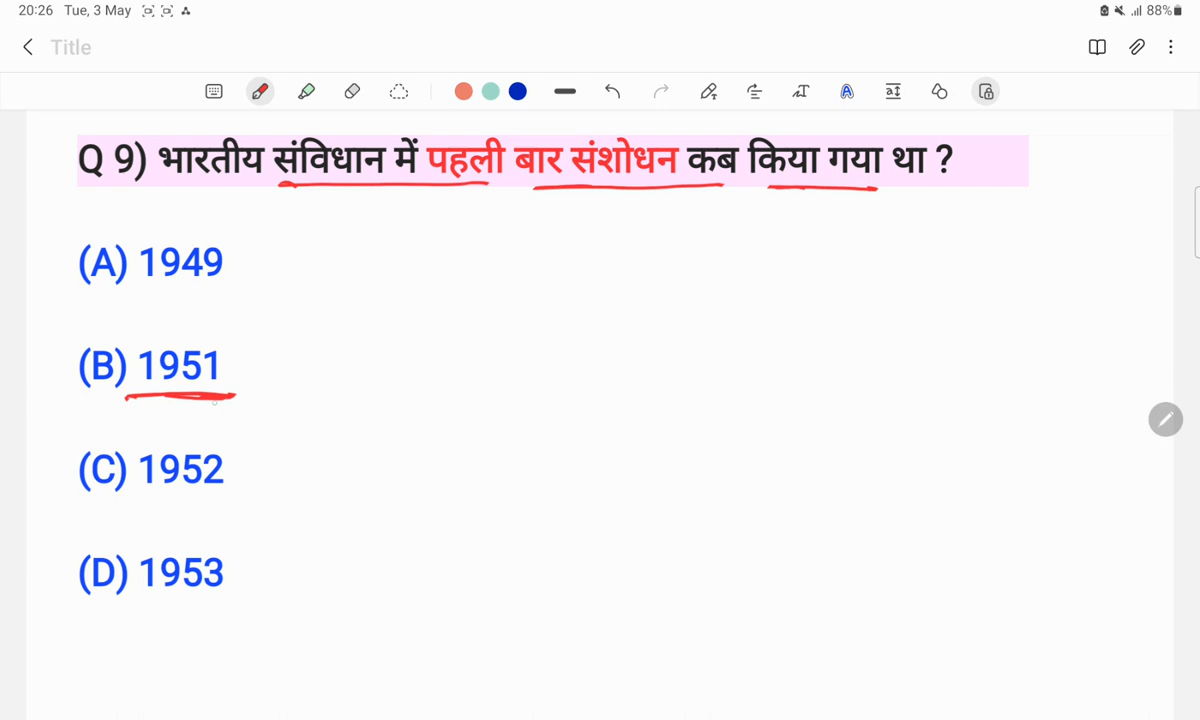 20:26 Tue, 3 May 88%
Title
Q 9) भारतीय संविधान में पहली बार संशोधन कब किया गया था ?
(A) 1949
(B) 1951
(C) 1952
(D) 1953